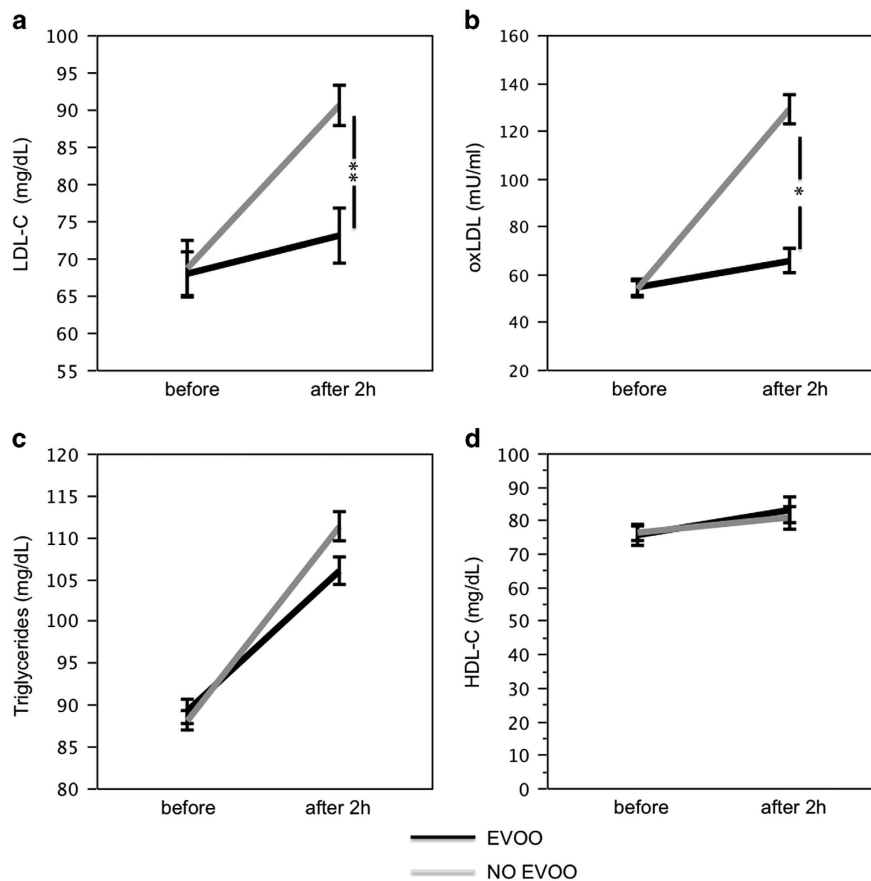 a
LDL-C (mg/dL)
100
95
90
85
80
75
70
65
60
55
**
before after 2h
b
oxLDL (mU/ml)
160
140
120
100
80
60
40
20
*
before after 2h
c
Triglycerides (mg/dL)
120
115
110
105
100
95
90
85
80
before after 2h
d
HDL-C (mg/dL)
100
90
80
70
60
50
40
30
20
10
0
before after 2h
EVOO
NO EVOO